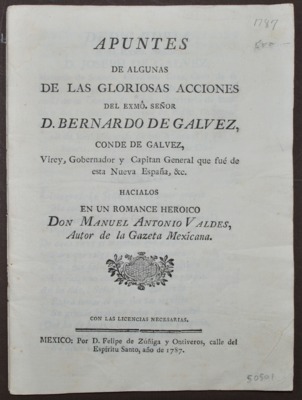 1787
APUNTES
DE ALGUNAS
DE LAS GLORIOSAS ACCIONES
DEL EXMÔ. SEÑOR
D. BERNARDO DE GALVEZ,
CONDE DE GALVEZ,
Virey, Gobernador y Capitan General que fué de
esta Nueva España, &c.
HACIALOS
EN UN ROMANCE HEROICO
DON MANUEL ANTONIO VALDES,
Autor de la Gazeta Mexicana.
CON LAS LICENCIAS NECESARIAS.
MEXICO: Por D. Felipe de Zúñiga y Ontiveros, calle del
Espíritu Santo, año de 1787.